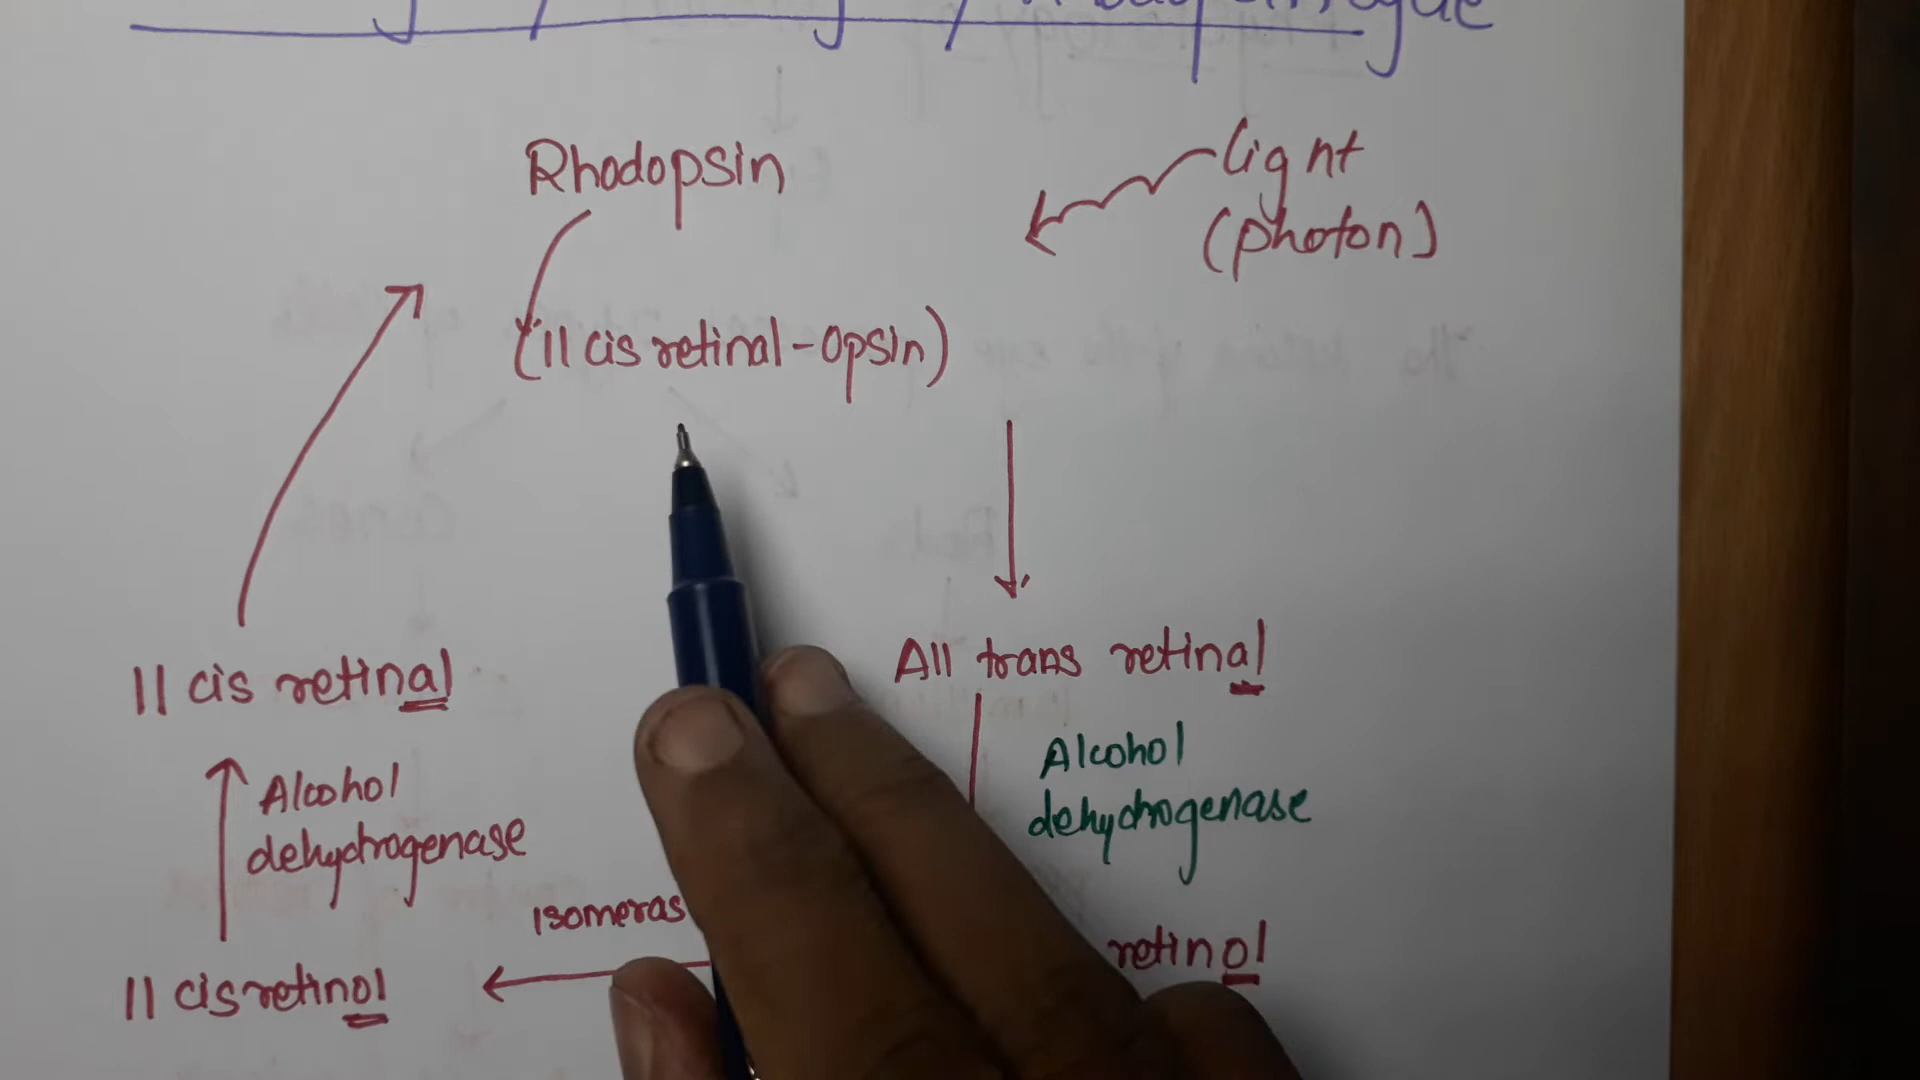 Rhodopsin
Light
(photon)
(11 cis retinal - Opsin)
11 cis retinal
All trans retinal
Alcohol
dehydrogenase
Alcohol
dehydrogenase
Isomeras
retinol
11 cis retinol